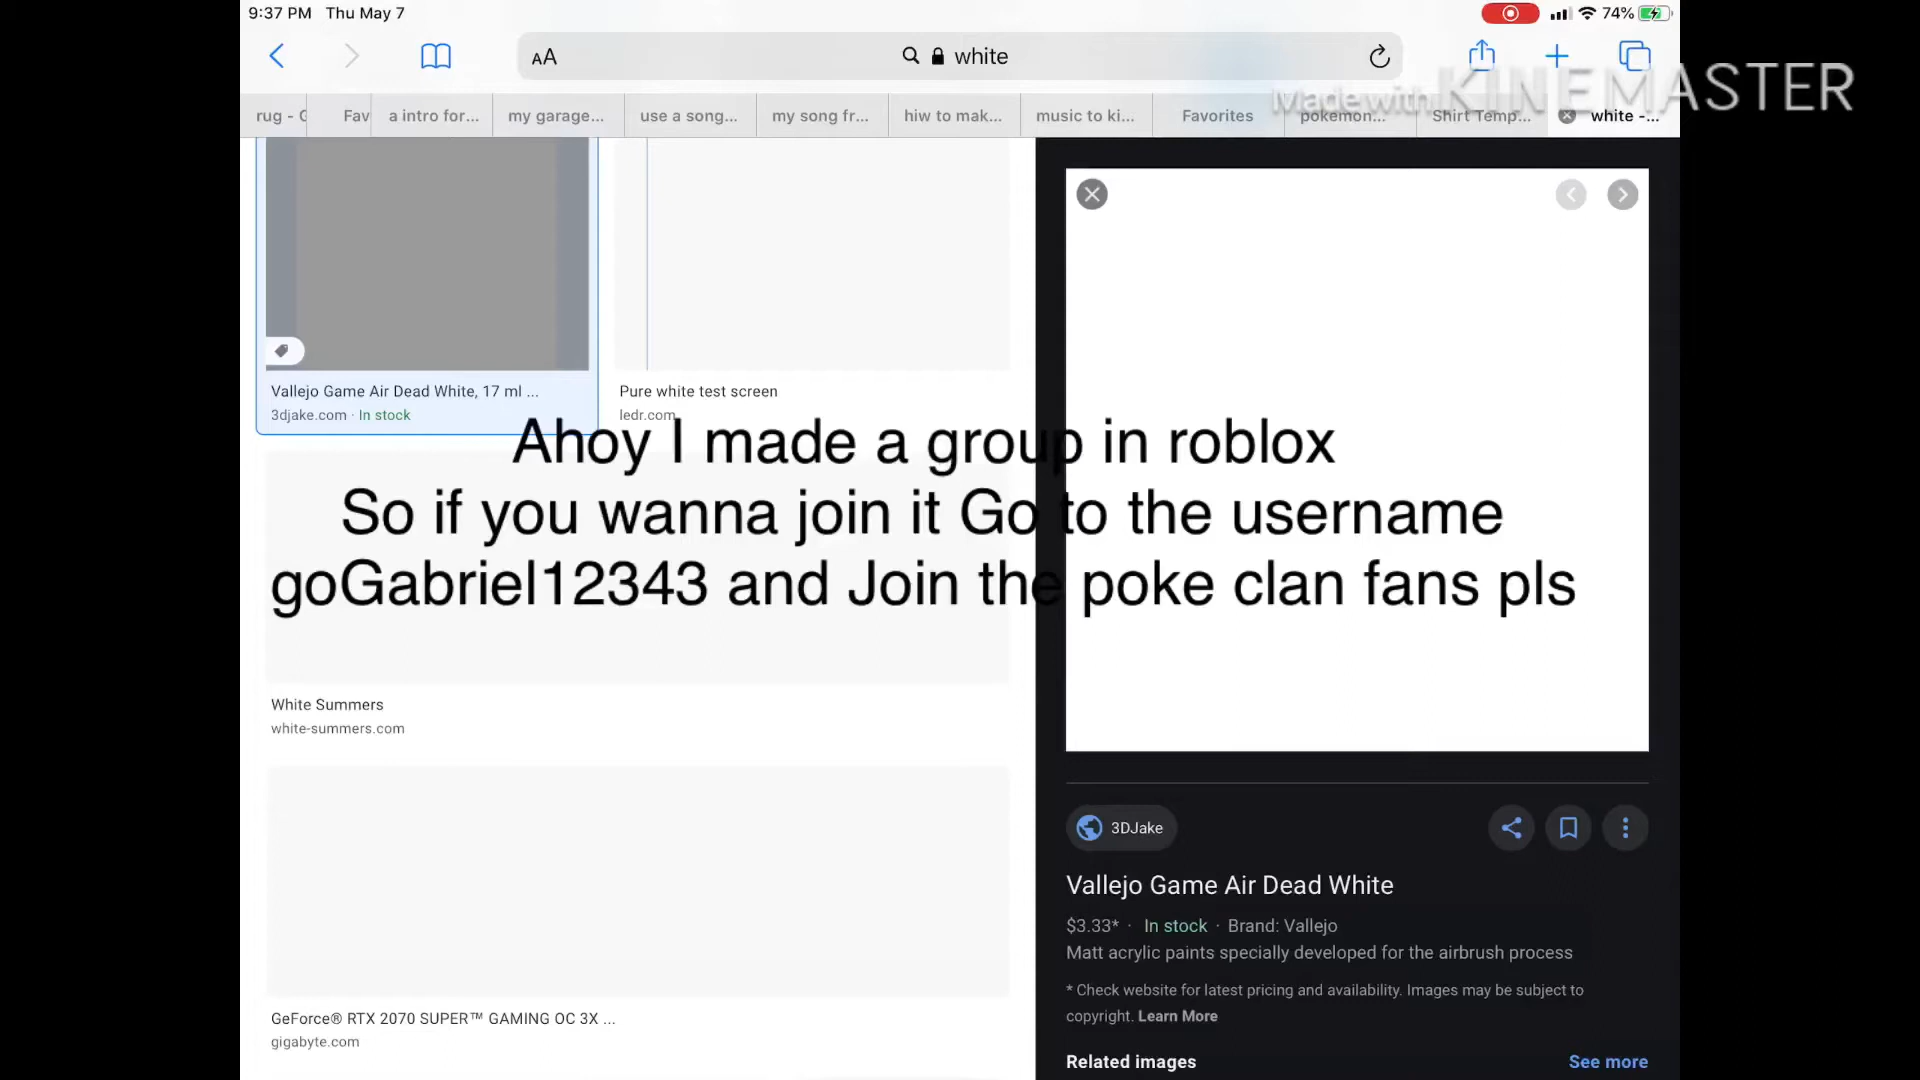 9:37 PM Thu May 7
74%
AA
white
Made with KINEMASTER
rug - G
Fav
a intro for...
my garage...
use a song...
my song fr...
hiw to mak...
music to ki...
Favorites
pokemon...
Shirt Temp...
white -...
Vallejo Game Air Dead White, 17 ml ...
3djake.com · In stock
Pure white test screen
ledr.com
Ahoy I made a group in roblox
So if you wanna join it Go to the username
goGabriel12343 and Join the poke clan fans pls
White Summers
white-summers.com
3DJake
Vallejo Game Air Dead White
$3.33* · In stock · Brand: Vallejo
Matt acrylic paints specially developed for the airbrush process
* Check website for latest pricing and availability. Images may be subject to
copyright. Learn More
GeForce® RTX 2070 SUPER™ GAMING OC 3X ...
gigabyte.com
Related images
See more